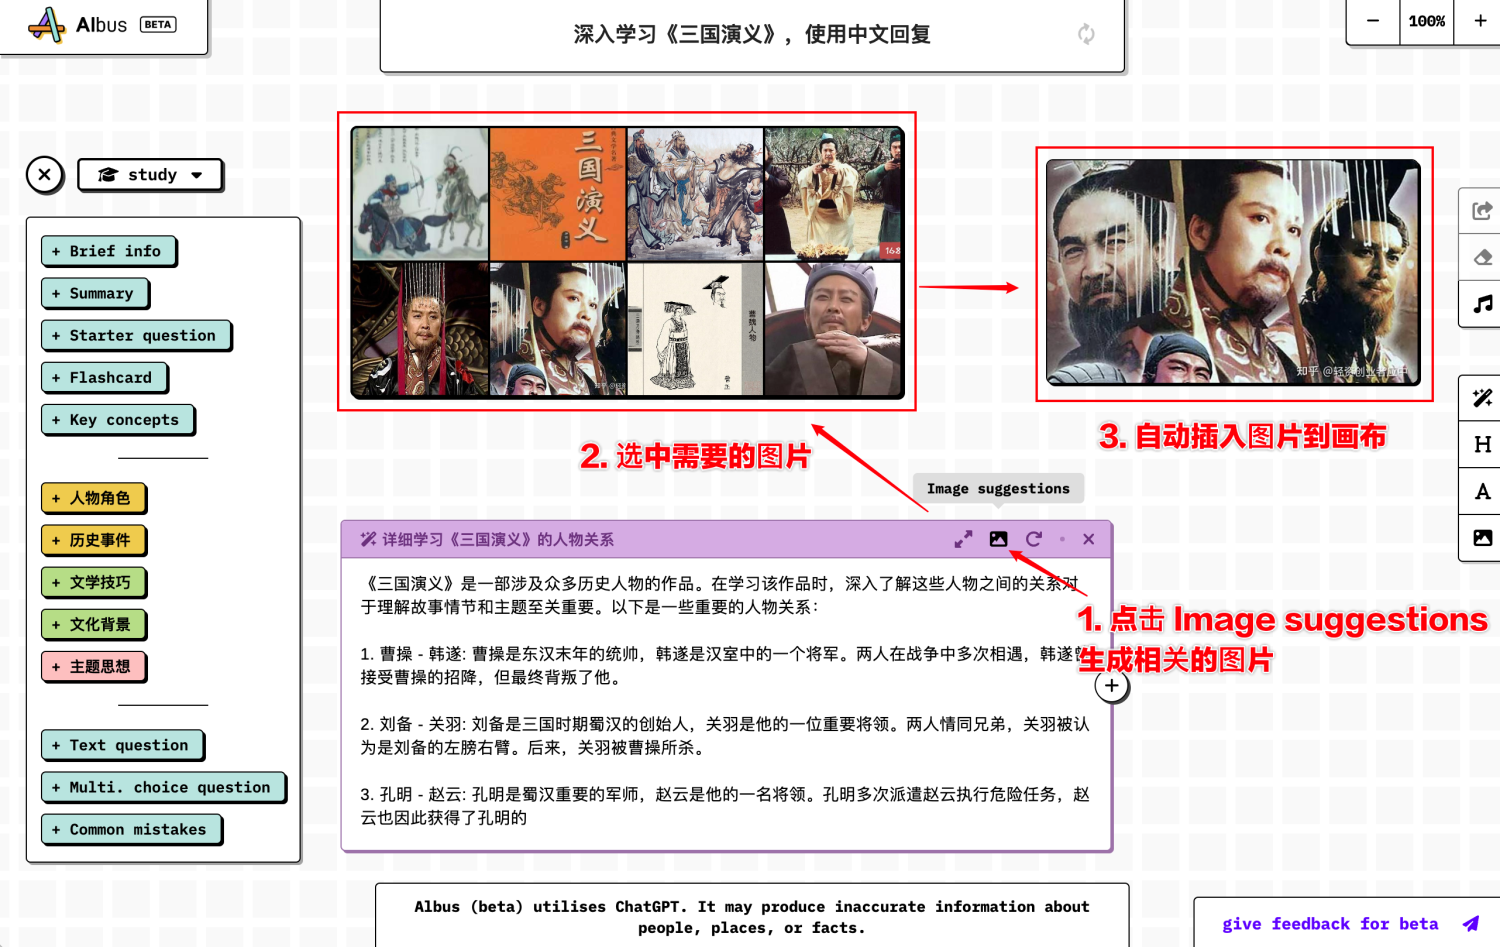 Albus BETA
深入学习《三国演义》，使用中文回复
− 100% +
study
+ Brief info
+ Summary
+ Starter question
+ Flashcard
+ Key concepts
+ 人物角色
+ 历史事件
+ 文学技巧
+ 文化背景
+ 主题思想
+ Text question
+ Multi. choice question
+ Common mistakes
三国演义
168
曹魏人物
知乎
知乎 @轻资创业者
2. 选中需要的图片
3. 自动插入图片到画布
Image suggestions
详细学习《三国演义》的人物关系
《三国演义》是一部涉及众多历史人物的作品。在学习该作品时，深入了解这些人物之间的关系对
于理解故事情节和主题至关重要。以下是一些重要的人物关系：
1. 曹操 - 韩遂: 曹操是东汉末年的统帅，韩遂是汉室中的一个将军。两人在战争中多次相遇，韩遂
接受曹操的招降，但最终背叛了他。
2. 刘备 - 关羽: 刘备是三国时期蜀汉的创始人，关羽是他的一位重要将领。两人情同兄弟，关羽被认
为是刘备的左膀右臂。后来，关羽被曹操所杀。
3. 孔明 - 赵云: 孔明是蜀汉重要的军师，赵云是他的一名将领。孔明多次派遣赵云执行危险任务，赵
云也因此获得了孔明的
1. 点击 Image suggestions
生成相关的图片
H
A
Albus (beta) utilises ChatGPT. It may produce inaccurate information about
people, places, or facts.
give feedback for beta